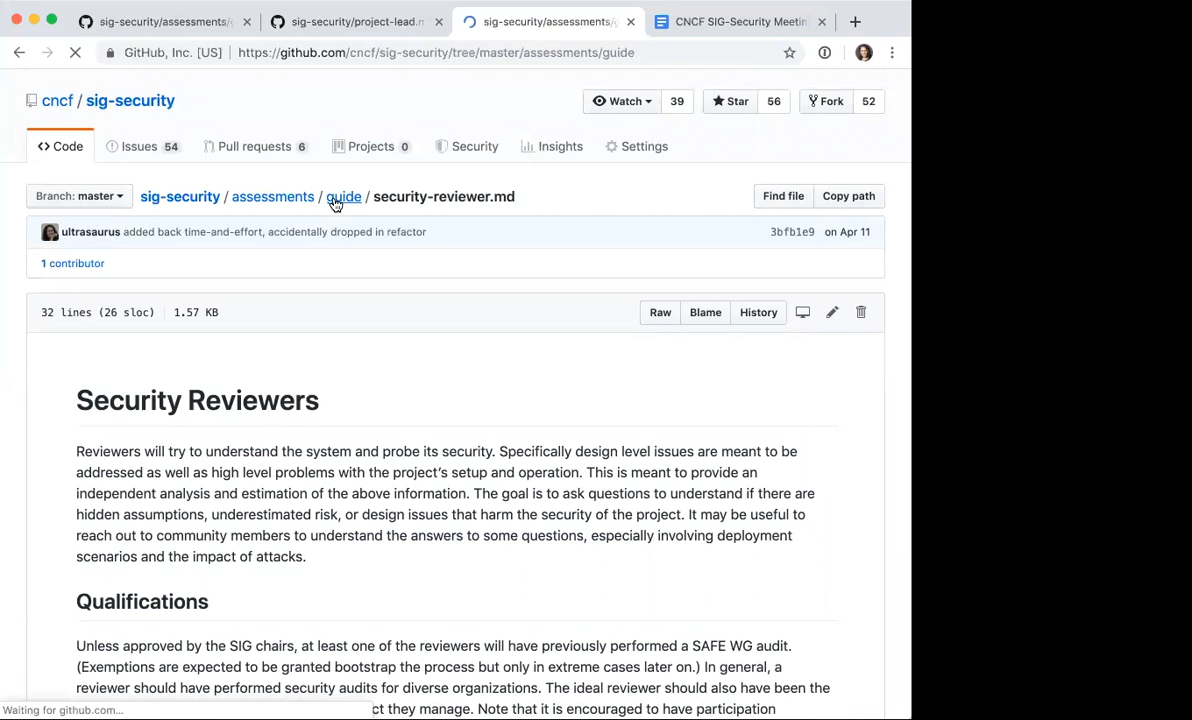 sig-security/assessments/
sig-security/project-lead.m
sig-security/assessments/
CNCF SIG-Security Meetin
GitHub, Inc. [US] https://github.com/cncf/sig-security/tree/master/assessments/guide
cncf / sig-security
Watch 39 Star 56 Fork 52
Code Issues 54 Pull requests 6 Projects 0 Security Insights Settings
Branch: master sig-security / assessments / guide / security-reviewer.md Find file Copy path
ultrasaurus added back time-and-effort, accidentally dropped in refactor 3bfb1e9 on Apr 11
1 contributor
32 lines (26 sloc) 1.57 KB Raw Blame History
Security Reviewers
Reviewers will try to understand the system and probe its security. Specifically design level issues are meant to be
addressed as well as high level problems with the project's setup and operation. This is meant to provide an
independent analysis and estimation of the above information. The goal is to ask questions to understand if there are
hidden assumptions, underestimated risk, or design issues that harm the security of the project. It may be useful to
reach out to community members to understand the answers to some questions, especially involving deployment
scenarios and the impact of attacks.
Qualifications
Unless approved by the SIG chairs, at least one of the reviewers will have previously performed a SAFE WG audit.
(Exemptions are expected to be granted bootstrap the process but only in extreme cases later on.) In general, a
reviewer should have performed security audits for diverse organizations. The ideal reviewer should also have been the
ct they manage. Note that it is encouraged to have participation
Waiting for github.com...